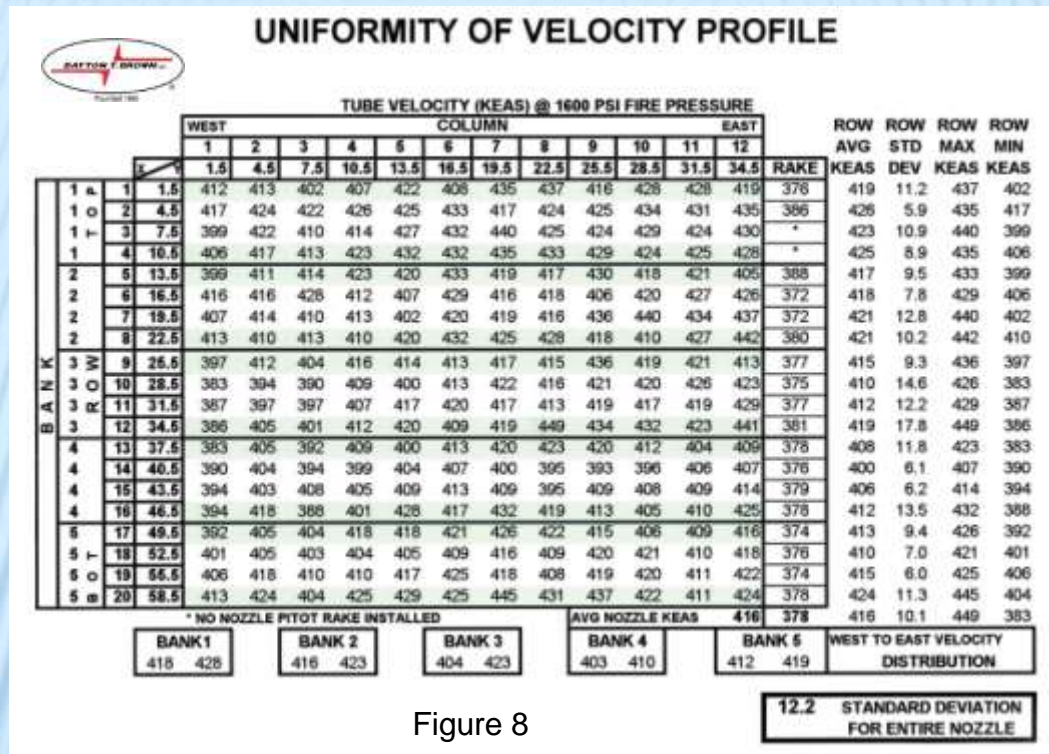 UNIFORMITY OF VELOCITY PROFILE
DAYTON T. BROWN
TUBE VELOCITY (KEAS) @ 1600 PSI FIRE PRESSURE
WEST COLUMN EAST ROW ROW ROW ROW
1 2 3 4 5 6 7 8 9 10 11 12 AVG STD MAX MIN
X Y 1.5 4.5 7.5 10.5 13.5 16.5 19.5 22.5 25.5 28.5 31.5 34.5 RAKE KEAS DEV KEAS KEAS
BANK
TOP
ROW
BOT
1 1 1.5 412 413 402 407 422 408 435 437 416 428 428 419 376 419 11.2 437 402
1 2 4.5 417 424 422 426 425 433 417 424 425 434 431 435 386 426 5.9 435 417
1 3 7.5 399 422 410 414 427 432 440 425 424 429 424 430 * 423 10.9 440 399
1 4 10.5 406 417 413 423 432 432 435 433 429 424 425 428 * 425 8.9 435 406
2 5 13.5 399 411 414 423 420 433 419 417 430 418 421 405 388 417 9.5 433 399
2 6 16.5 416 416 428 412 407 429 416 418 406 420 427 426 372 418 7.8 429 406
2 7 19.5 407 414 410 413 402 420 419 416 436 440 434 437 372 421 12.8 440 402
2 8 22.5 413 410 413 410 420 432 425 428 418 410 427 442 380 421 10.2 442 410
3 9 25.5 397 412 404 416 414 413 417 415 436 419 421 413 377 415 9.3 436 397
3 10 28.5 383 394 390 409 400 413 422 416 421 420 426 423 375 410 14.6 426 383
3 11 31.5 387 397 397 407 417 420 417 413 419 417 419 429 377 412 12.2 429 387
3 12 34.5 386 405 401 412 420 409 419 449 434 432 423 441 381 419 17.8 449 386
4 13 37.5 383 405 392 409 400 413 420 423 420 412 404 409 378 408 11.8 423 383
4 14 40.5 390 404 394 399 404 407 400 395 393 396 406 407 376 400 6.1 407 390
4 15 43.5 394 403 408 405 409 413 409 395 409 408 409 414 379 406 6.2 414 394
4 16 46.5 394 418 388 401 428 417 432 419 413 405 410 425 378 412 13.5 432 388
5 17 49.5 392 405 404 418 418 421 426 422 415 406 409 416 374 413 9.4 426 392
5 18 52.5 401 405 403 404 405 409 416 409 420 421 410 418 376 410 7.0 421 401
5 19 55.5 406 418 410 410 417 425 418 408 419 420 411 422 374 415 6.0 425 406
5 20 58.5 413 424 404 425 429 425 445 431 437 422 411 424 378 424 11.3 445 404
* NO NOZZLE PITOT RAKE INSTALLED AVG NOZZLE KEAS 416 378 416 10.1 449 383
BANK1 BANK 2 BANK 3 BANK 4 BANK 5 WEST TO EAST VELOCITY
418 428 416 423 404 423 403 410 412 419 DISTRIBUTION
12.2 STANDARD DEVIATION
FOR ENTIRE NOZZLE
Figure 8